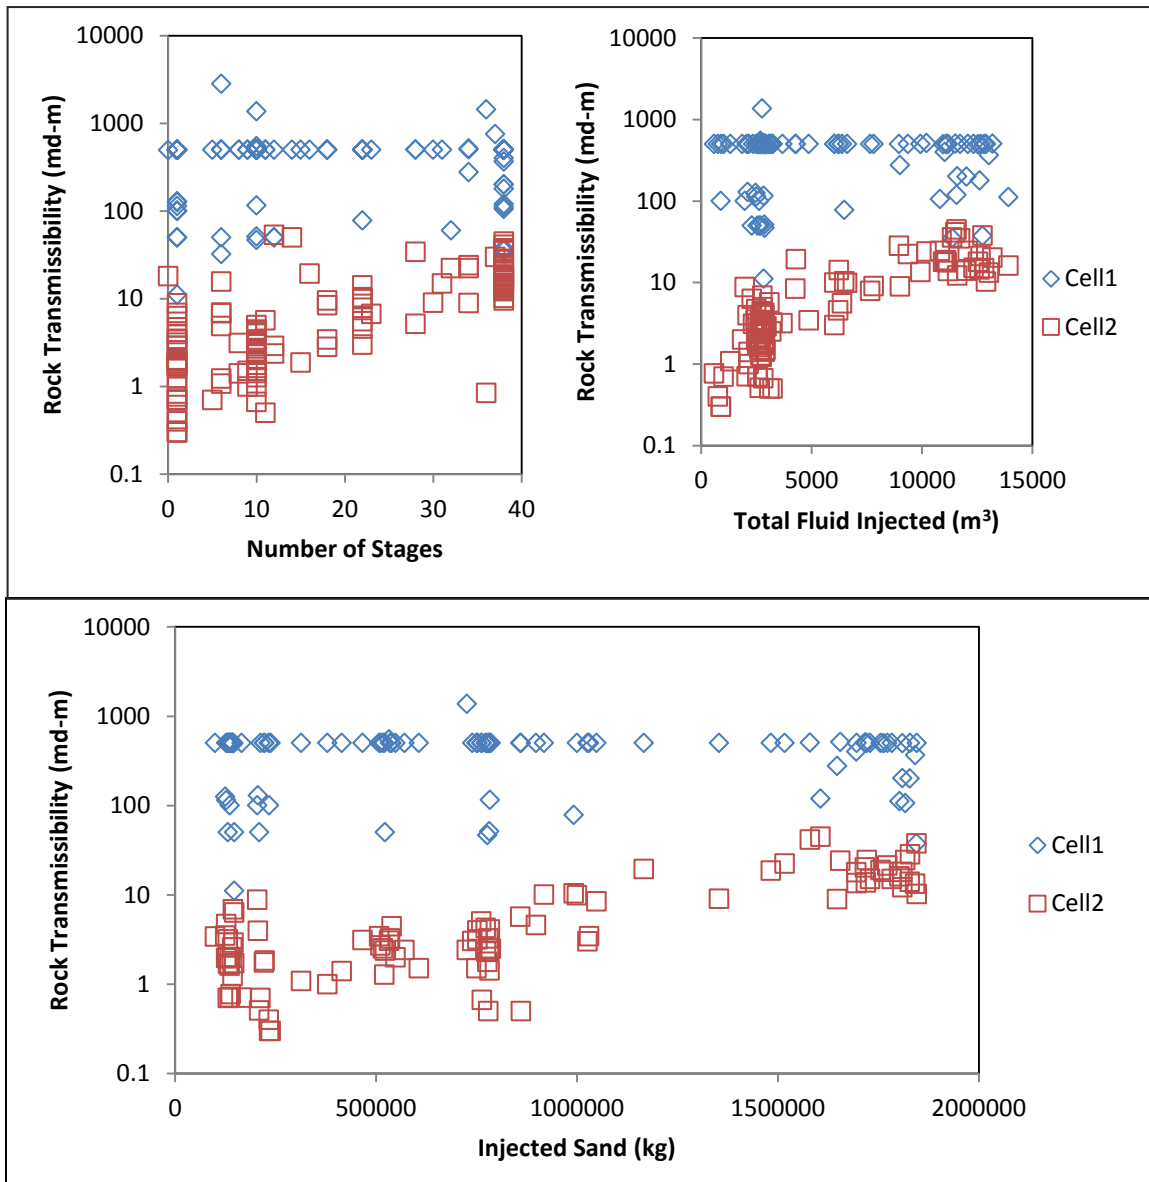 10000
1000
100
10
1
0.1
Rock Transmissibility (md-m)
0 10 20 30 40
Number of Stages
10000
1000
100
10
1
0.1
Rock Transmissibility (md-m)
0 5000 10000 15000
Total Fluid Injected (m³)
Cell1
Cell2
10000
1000
100
10
1
0.1
Rock Transmissibility (md-m)
0 500000 1000000 1500000 2000000
Injected Sand (kg)
Cell1
Cell2